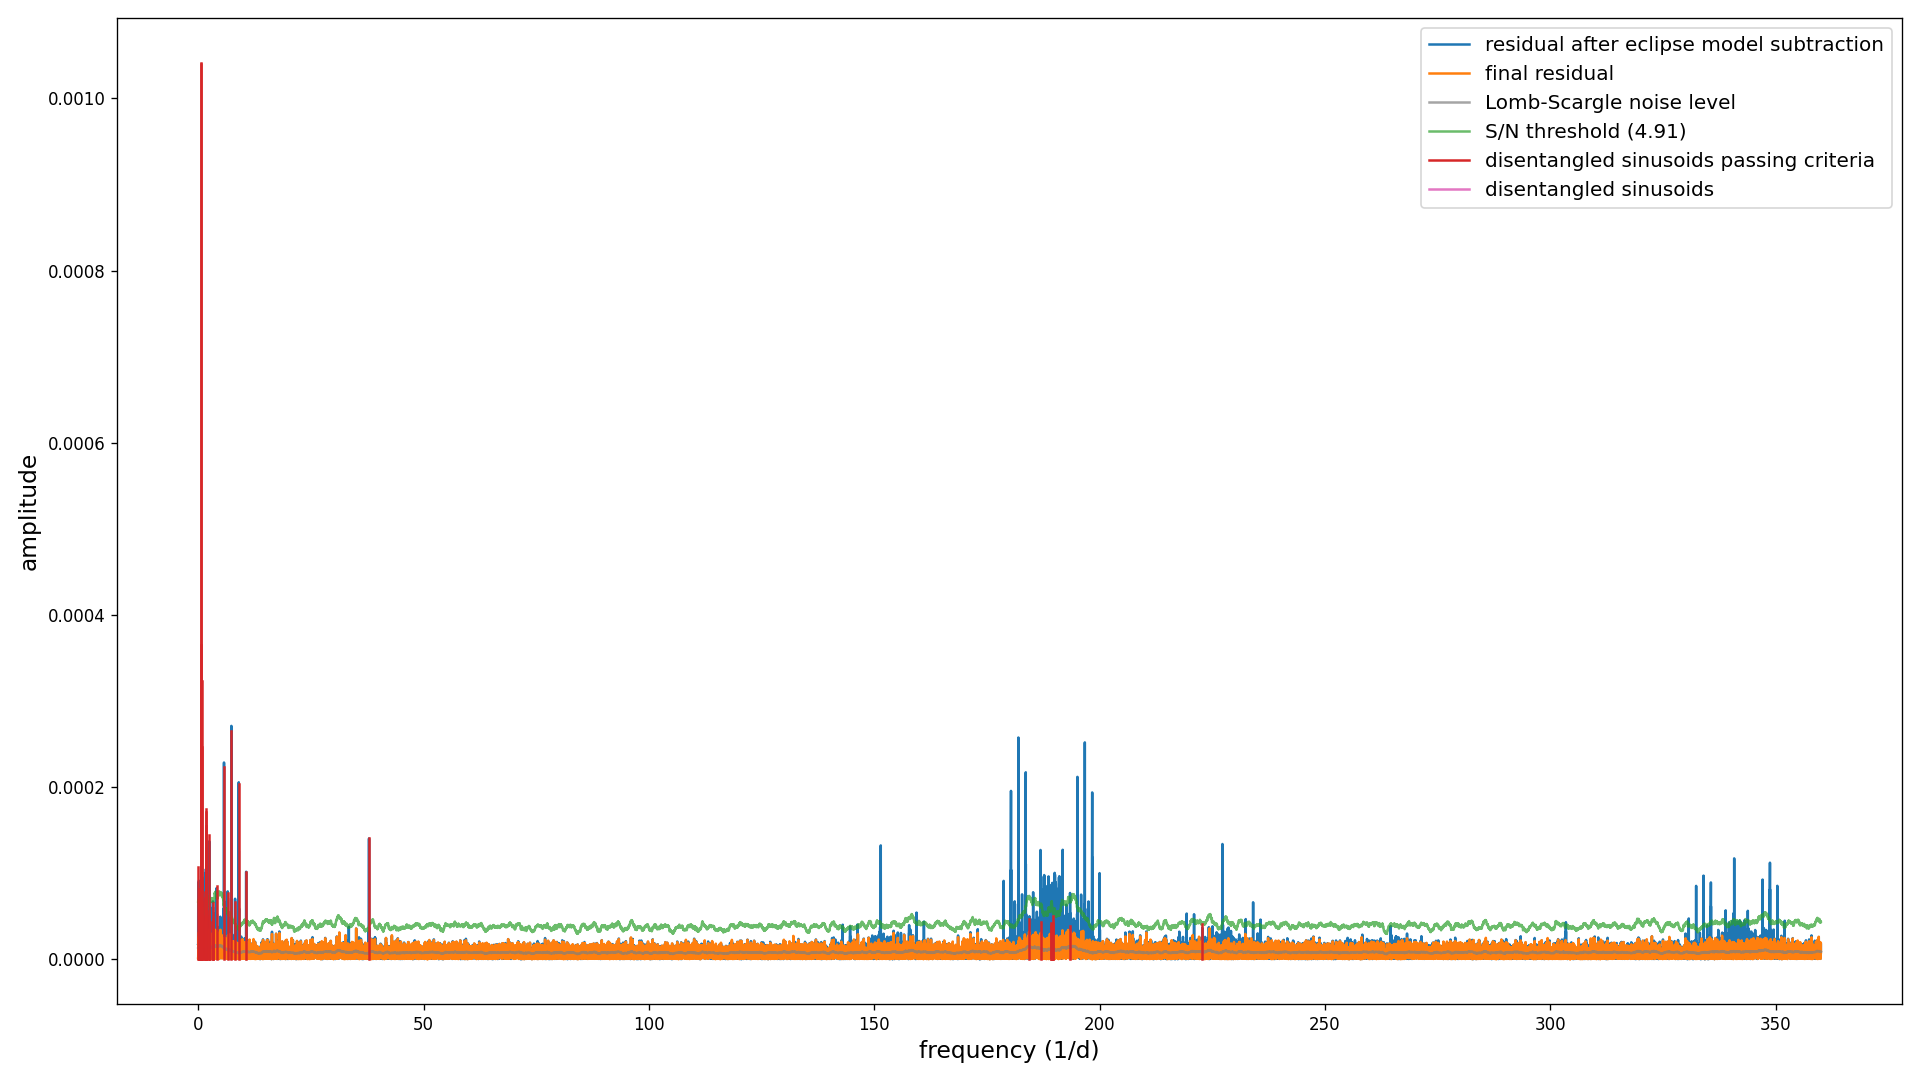 residual after eclipse model subtraction
final residual
Lomb-Scargle noise level
S/N threshold (4.91)
disentangled sinusoids passing criteria
disentangled sinusoids
0.0010
0.0008
0.0006
0.0004
0.0002
0.0000
amplitude
0 50 100 150 200 250 300 350
frequency (1/d)